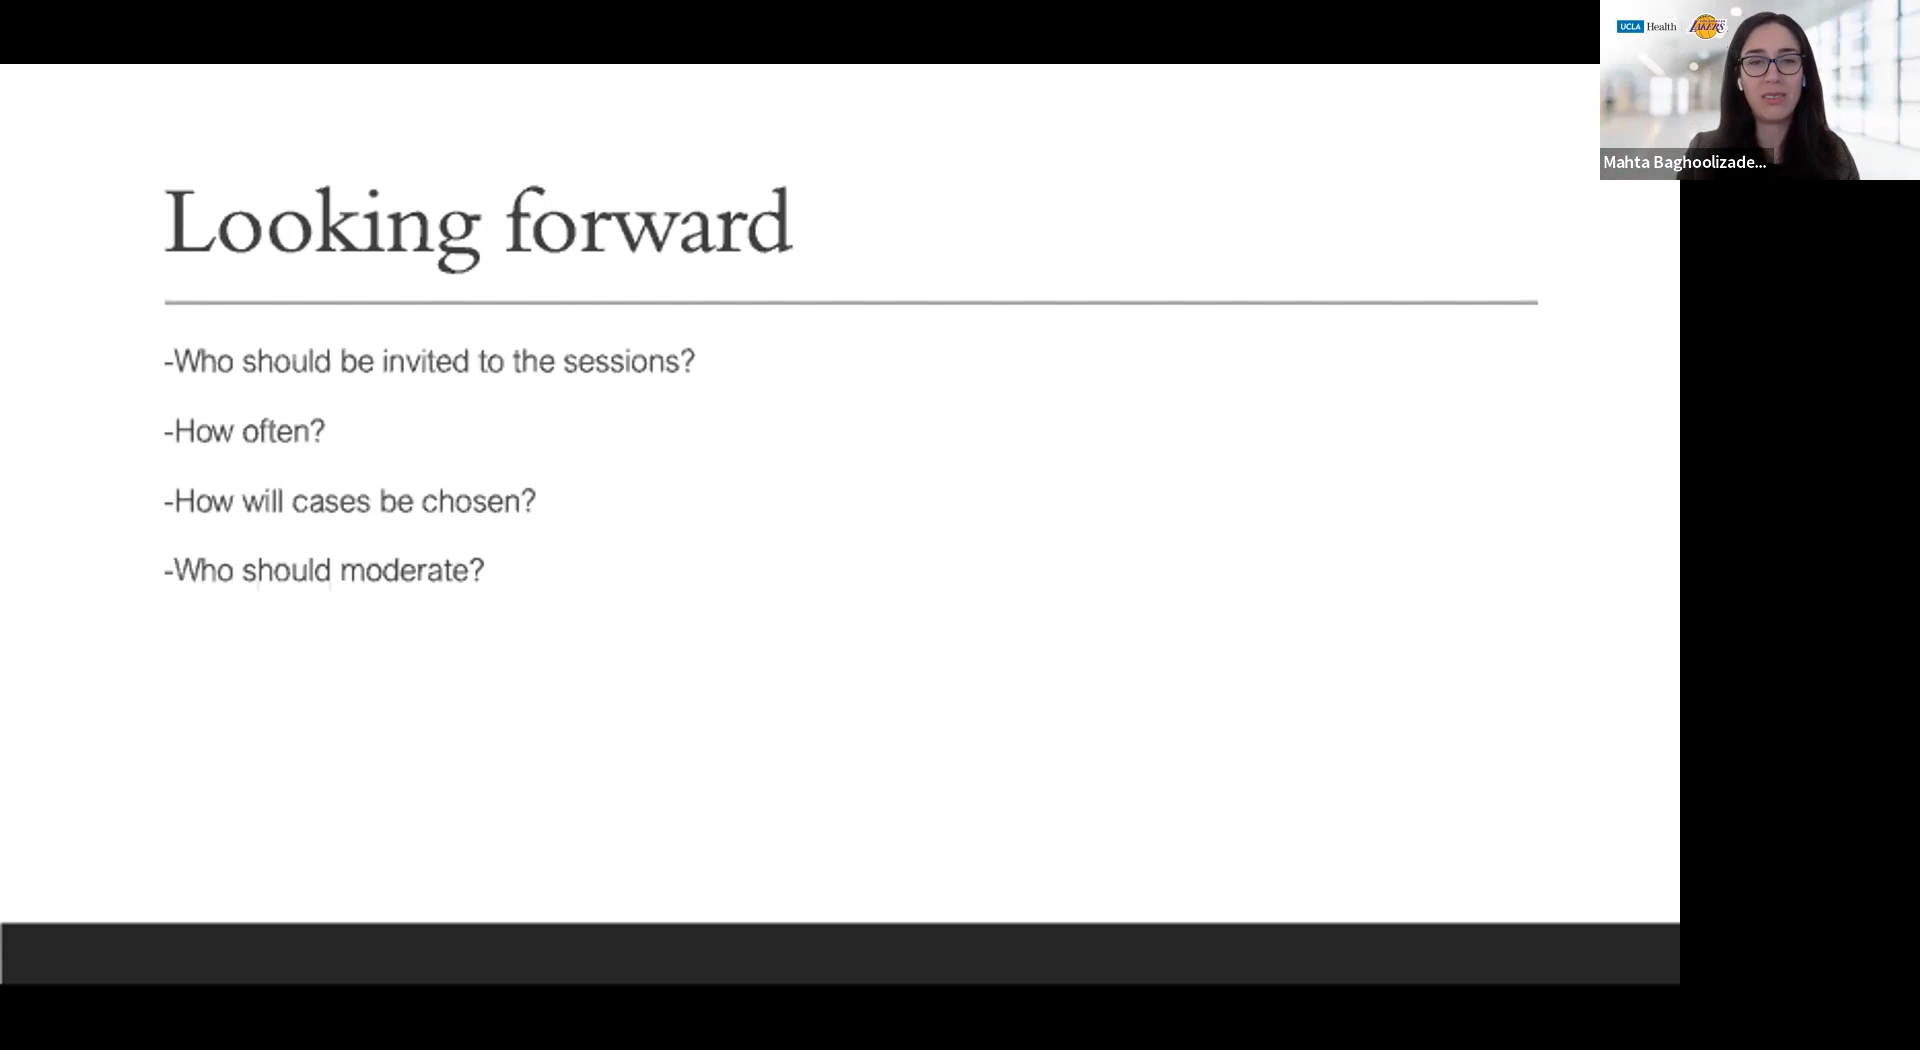 UCLA Health LAKERS
Mahta Baghoolizade...
Looking forward
-Who should be invited to the sessions?
-How often?
-How will cases be chosen?
-Who should moderate?